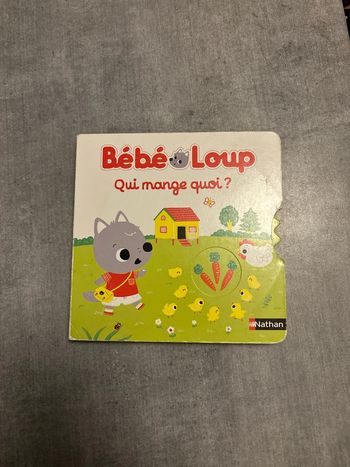 Bébé Loup
Qui mange quoi ?
Nathan